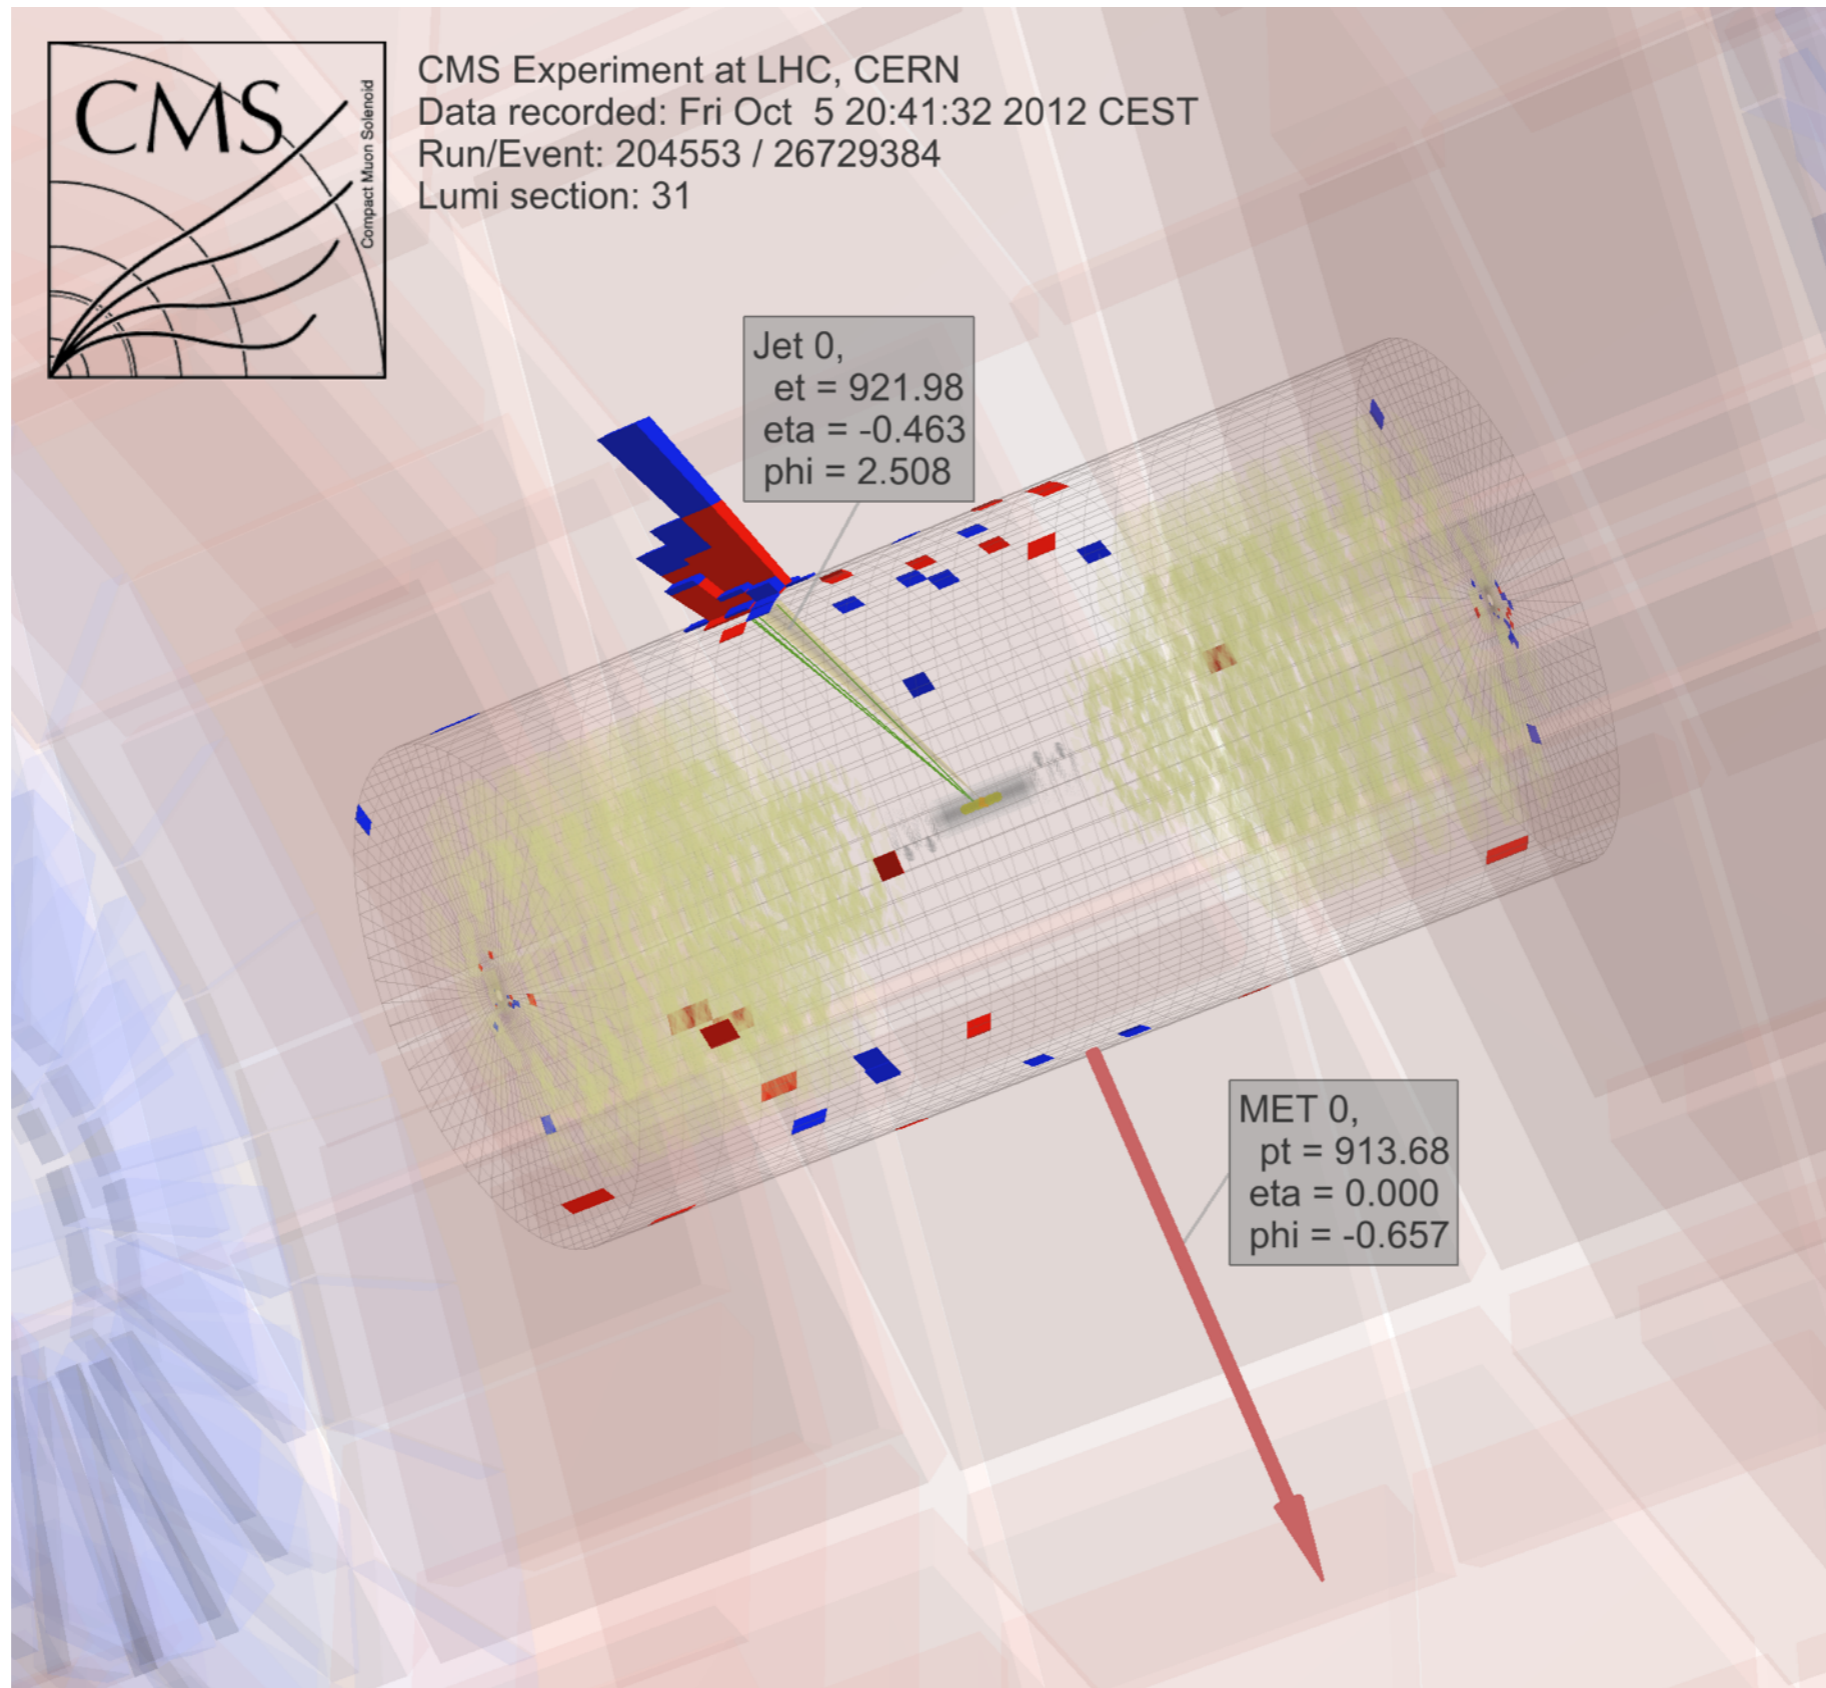 CMS
Compact Muon Solenoid
CMS Experiment at LHC, CERN
Data recorded: Fri Oct  5 20:41:32 2012 CEST
Run/Event: 204553 / 26729384
Lumi section: 31
Jet 0,
et = 921.98
eta = -0.463
phi = 2.508
MET 0,
pt = 913.68
eta = 0.000
phi = -0.657